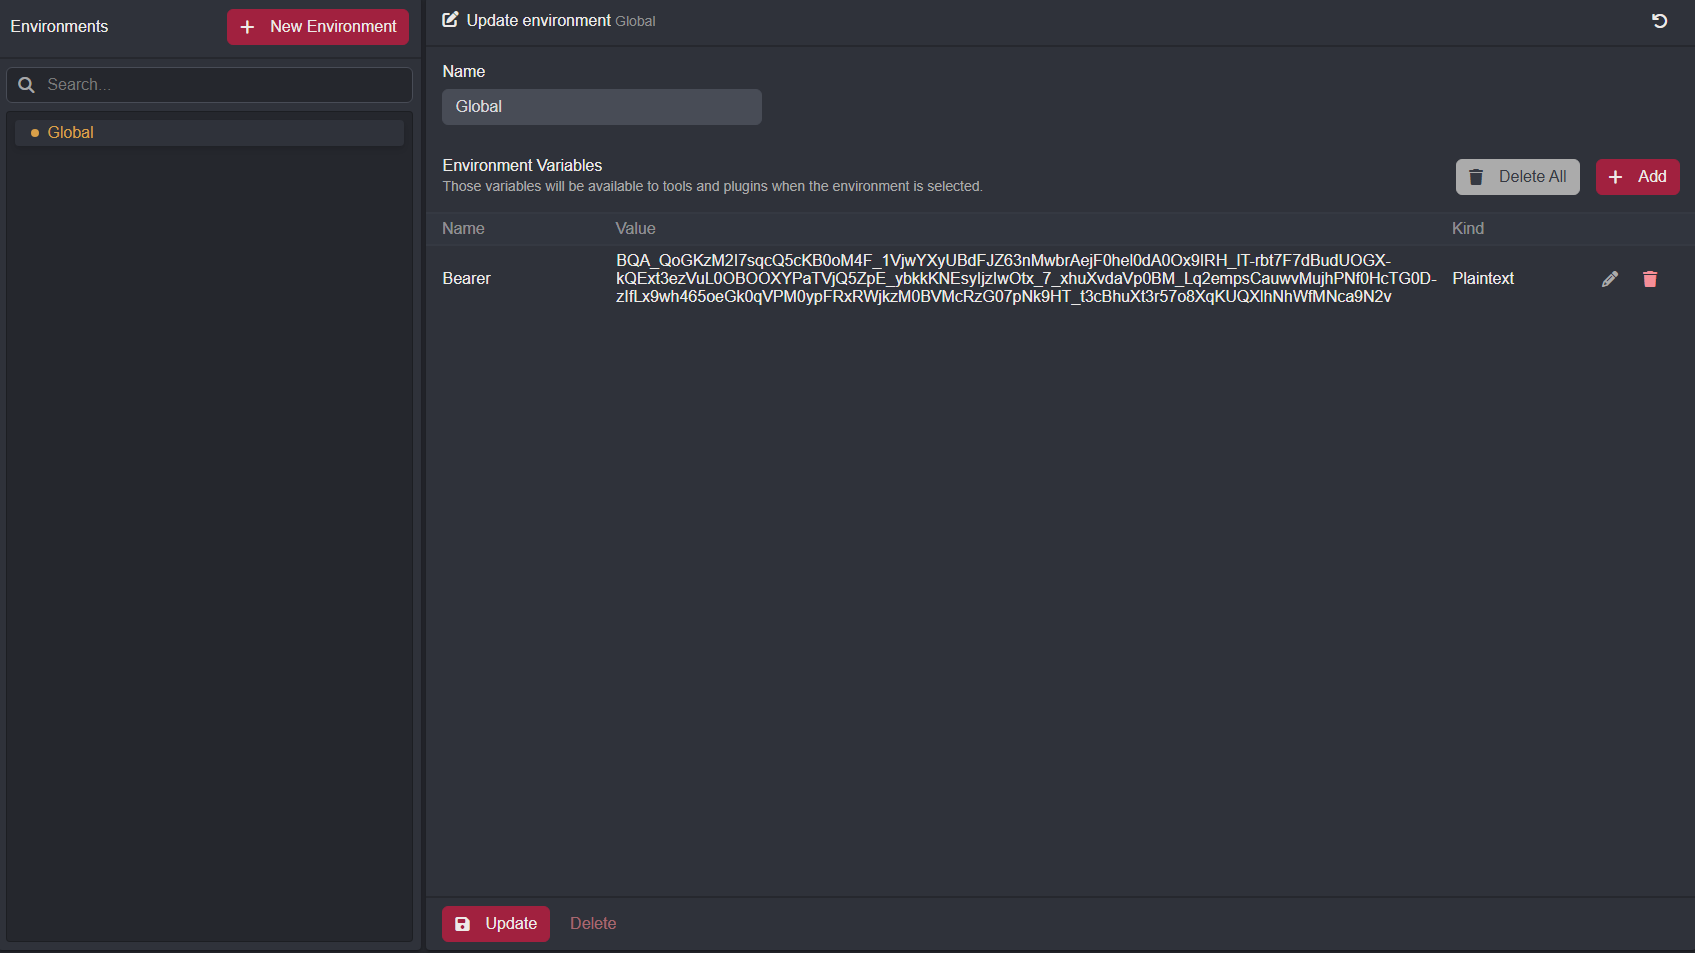 Environments
New Environment
Search...
Global
Update environment Global
Name
Global
Environment Variables
Those variables will be available to tools and plugins when the environment is selected.
Delete All
Add
Name Value Kind
Bearer
BQA_QoGKzM2I7sqcQ5cKB0oM4F_1VjwYXyUBdFJZ63nMwbrAejF0hel0dA0Ox9IRH_IT-rbt7F7dBudUOGX-
kQExt3ezVuL0OBOOXYPaTVjQ5ZpE_ybkkKNEsyIjzIwOtx_7_xhuXvdaVp0BM_Lq2empsCauwvMujhPNf0HcTG0D-
zIfLx9wh465oeGk0qVPM0ypFRxRWjkzM0BVMcRzG07pNk9HT_t3cBhuXt3r57o8XqKUQXlhNhWfMNca9N2v
Plaintext
Update
Delete